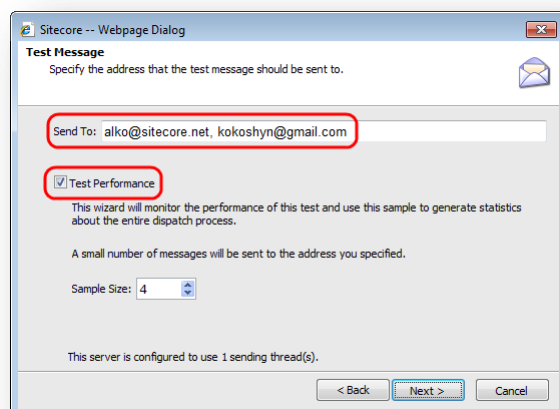 Sitecore -- Webpage Dialog
Test Message
Specify the address that the test message should be sent to.
Send To: alko@sitecore.net, kokoshyn@gmail.com
Test Performance
This wizard will monitor the performance of this test and use this sample to generate statistics
about the entire dispatch process.
A small number of messages will be sent to the address you specified.
Sample Size: 4
This server is configured to use 1 sending thread(s).
< Back Next > Cancel